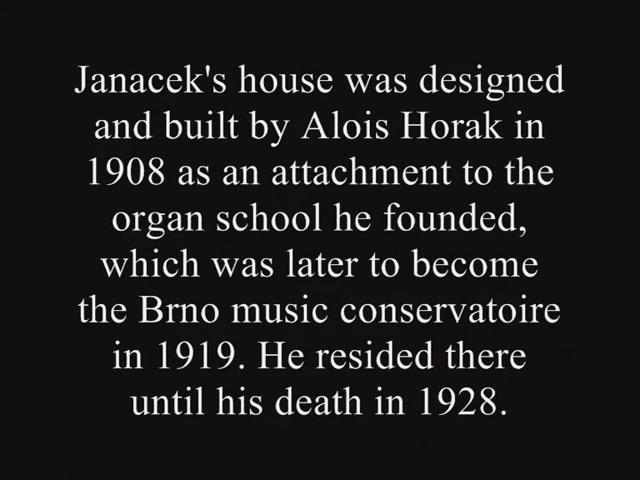 Janacek's house was designed
and built by Alois Horak in
1908 as an attachment to the
organ school he founded,
which was later to become
the Brno music conservatoire
in 1919. He resided there
until his death in 1928.